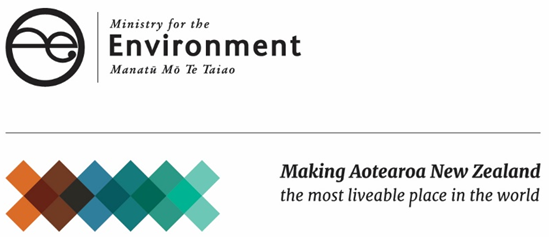 Ministry for the
Environment
Manatū Mō Te Taiao
Making Aotearoa New Zealand
the most liveable place in the world